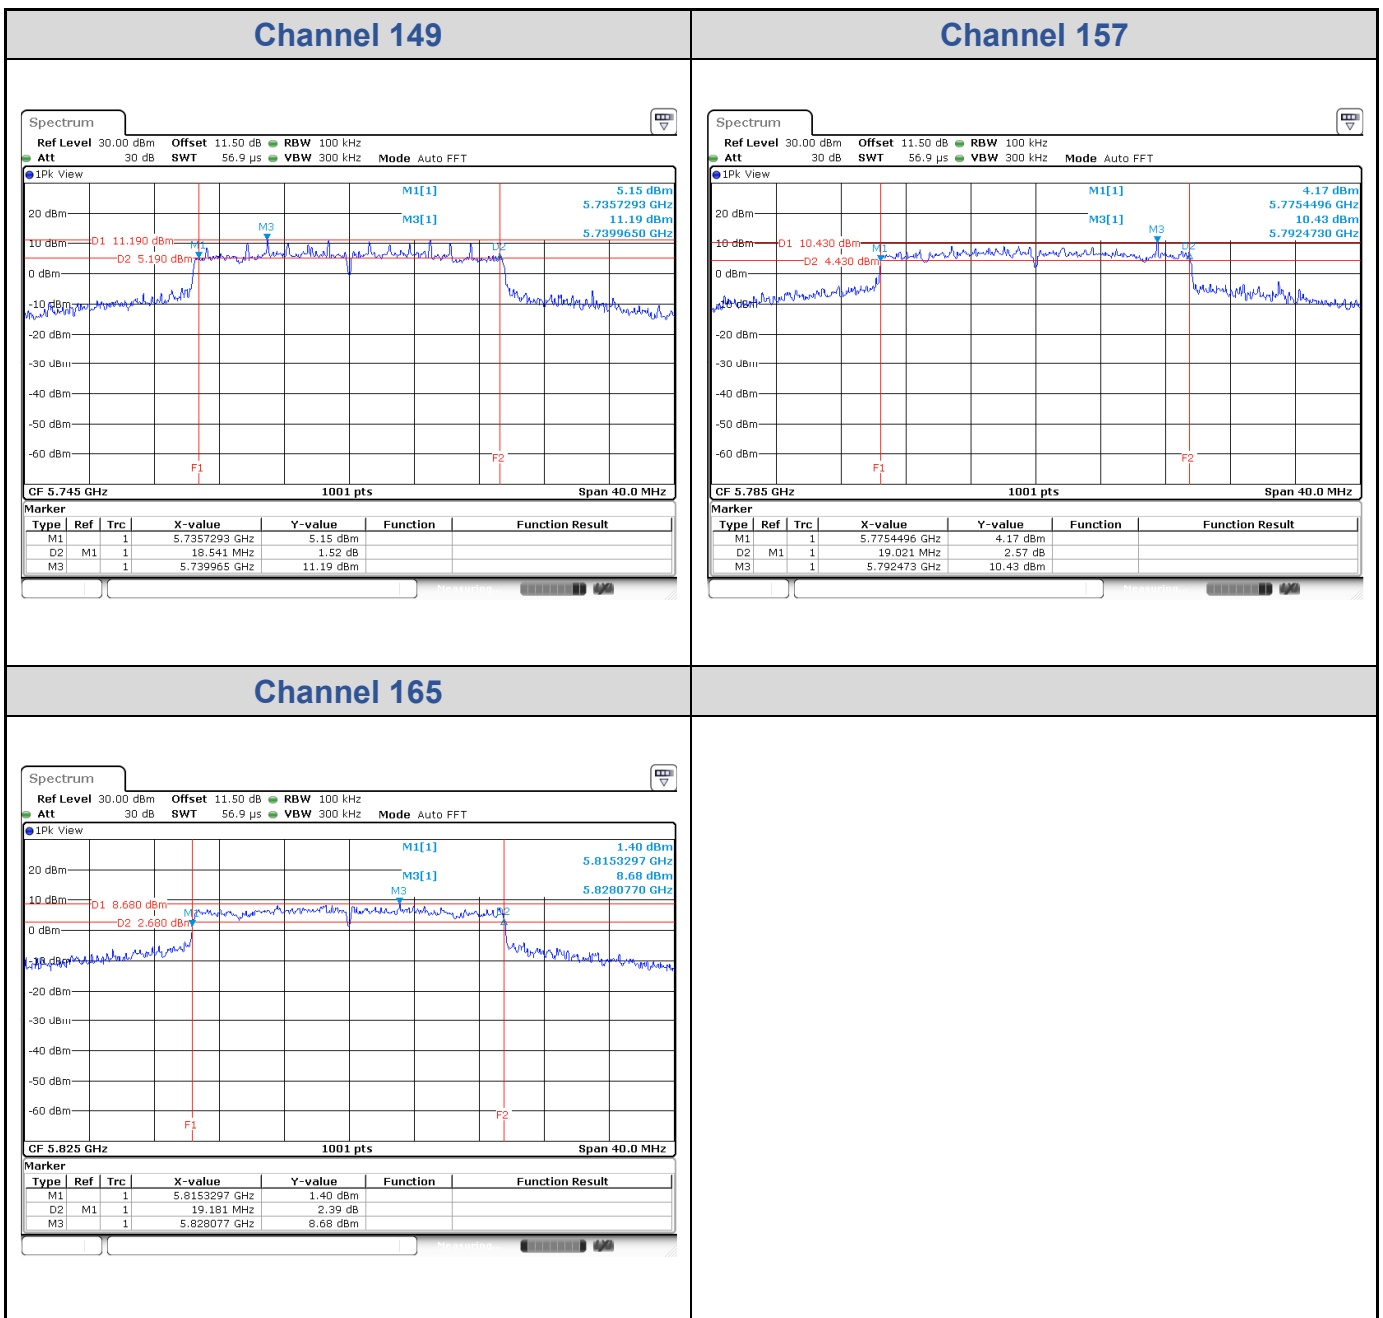 Channel 149
Spectrum
Ref Level 30.00 dBm Offset 11.50 dB RBW 100 kHz
Att 30 dB SWT 56.9 µs VBW 300 kHz Mode Auto FFT
1Pk View
M1[1] 5.15 dBm
5.7357293 GHz
M3[1] 11.19 dBm
5.7399650 GHz
20 dBm
M3
10 dBm
D1 11.190 dBm
M1
D2
D2 5.190 dBm
0 dBm
-10 dBm
-20 dBm
-30 dBm
-40 dBm
-50 dBm
-60 dBm
F1
F2
CF 5.745 GHz 1001 pts Span 40.0 MHz
Marker
Type Ref Trc X-value Y-value Function Function Result
M1 1 5.7357293 GHz 5.15 dBm
D2 M1 1 18.541 MHz 1.52 dB
M3 1 5.739965 GHz 11.19 dBm
Measuring...
Channel 157
Spectrum
Ref Level 30.00 dBm Offset 11.50 dB RBW 100 kHz
Att 30 dB SWT 56.9 µs VBW 300 kHz Mode Auto FFT
1Pk View
M1[1] 4.17 dBm
5.7754496 GHz
M3[1] 10.43 dBm
5.7924730 GHz
20 dBm
M3
10 dBm
D1 10.430 dBm
M1
D2
D2 4.430 dBm
0 dBm
-10 dBm
-20 dBm
-30 dBm
-40 dBm
-50 dBm
-60 dBm
F1
F2
CF 5.785 GHz 1001 pts Span 40.0 MHz
Marker
Type Ref Trc X-value Y-value Function Function Result
M1 1 5.7754496 GHz 4.17 dBm
D2 M1 1 19.021 MHz 2.57 dB
M3 1 5.792473 GHz 10.43 dBm
Measuring...
Channel 165
Spectrum
Ref Level 30.00 dBm Offset 11.50 dB RBW 100 kHz
Att 30 dB SWT 56.9 µs VBW 300 kHz Mode Auto FFT
1Pk View
M1[1] 1.40 dBm
5.8153297 GHz
M3[1] 8.68 dBm
5.8280770 GHz
20 dBm
M3
10 dBm
D1 8.680 dBm
M1
D2
D2 2.680 dBm
0 dBm
-10 dBm
-20 dBm
-30 dBm
-40 dBm
-50 dBm
-60 dBm
F1
F2
CF 5.825 GHz 1001 pts Span 40.0 MHz
Marker
Type Ref Trc X-value Y-value Function Function Result
M1 1 5.8153297 GHz 1.40 dBm
D2 M1 1 19.181 MHz 2.39 dB
M3 1 5.828077 GHz 8.68 dBm
Measuring...